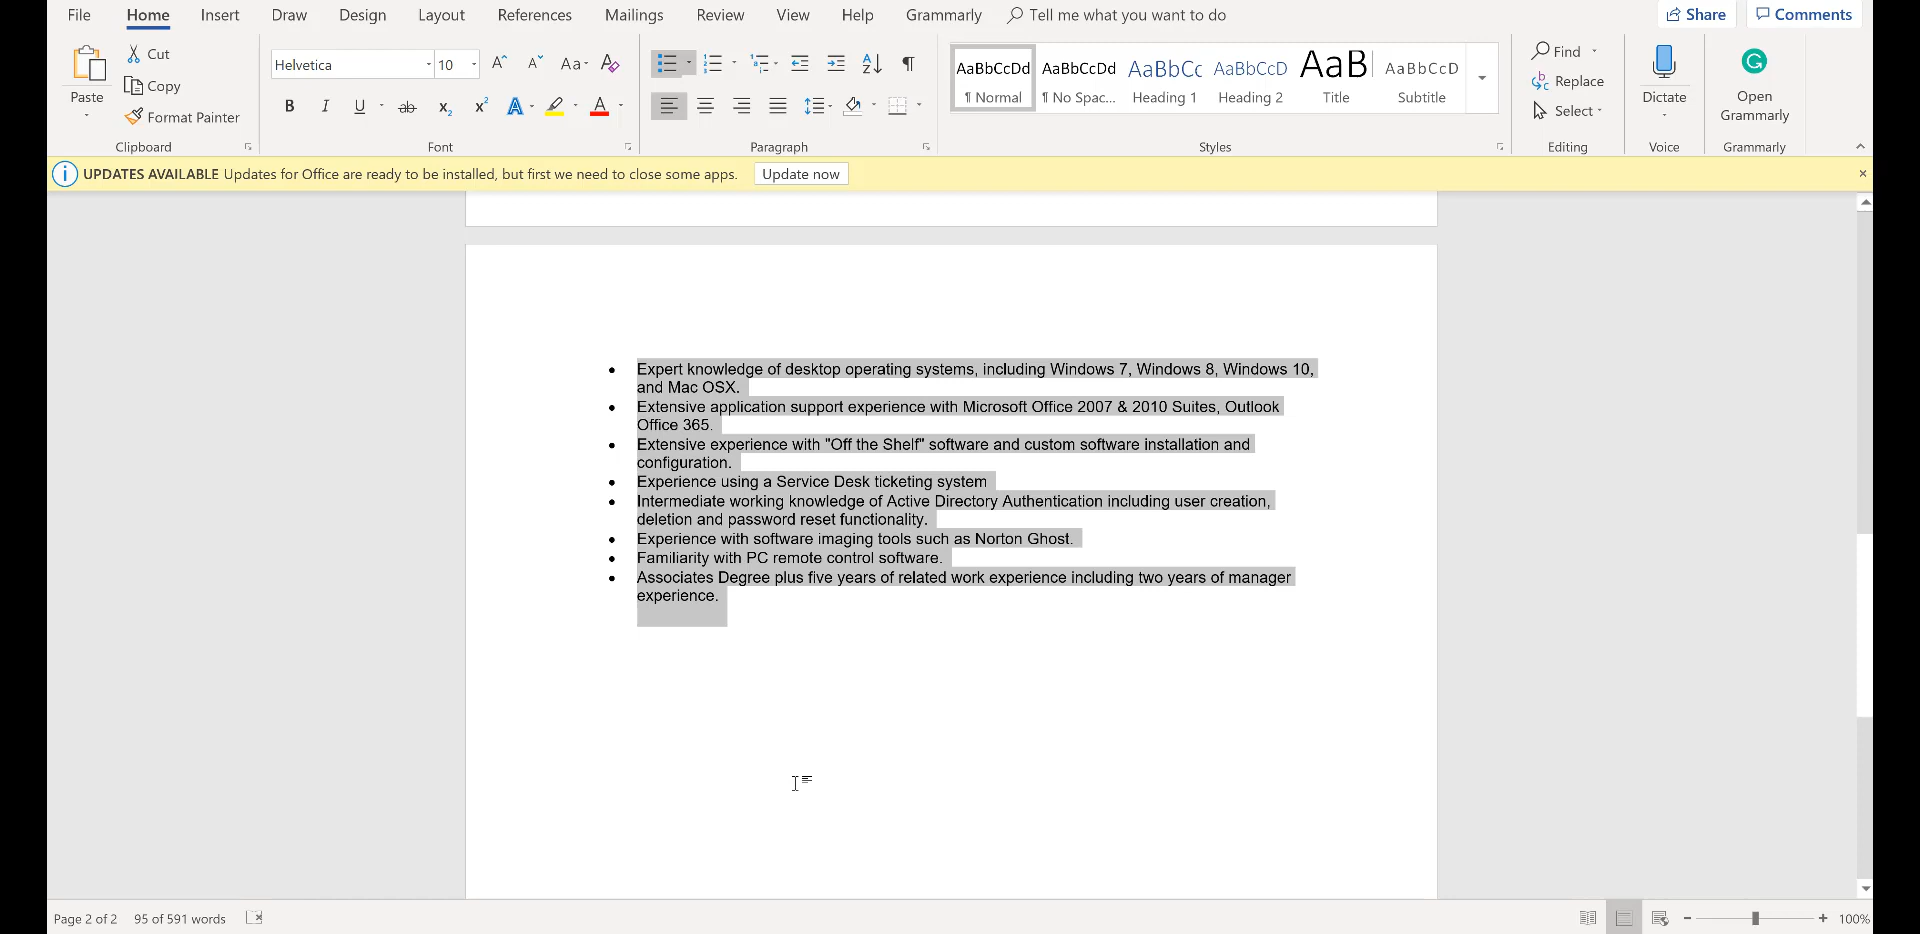 File Home Insert Draw Design Layout References Mailings Review View Help Grammarly Tell me what you want to do Share Comments
Paste
Cut
Copy
Format Painter
Clipboard
Helvetica 10
Aa
B I U ab x₂ x² A A
Font
Paragraph
AaBbCcDd AaBbCcDd AaBbCc AaBbCcD AaB AaBbCcD
¶ Normal ¶ No Spac... Heading 1 Heading 2 Title Subtitle
Styles
Find
Replace
Select
Editing
Dictate
Voice
Open
Grammarly
Grammarly
UPDATES AVAILABLE Updates for Office are ready to be installed, but first we need to close some apps. Update now
• Expert knowledge of desktop operating systems, including Windows 7, Windows 8, Windows 10,
and Mac OSX.
• Extensive application support experience with Microsoft Office 2007 & 2010 Suites, Outlook
Office 365.
• Extensive experience with "Off the Shelf" software and custom software installation and
configuration.
• Experience using a Service Desk ticketing system
• Intermediate working knowledge of Active Directory Authentication including user creation,
deletion and password reset functionality.
• Experience with software imaging tools such as Norton Ghost.
• Familiarity with PC remote control software.
• Associates Degree plus five years of related work experience including two years of manager
experience.
Page 2 of 2 95 of 591 words 100%